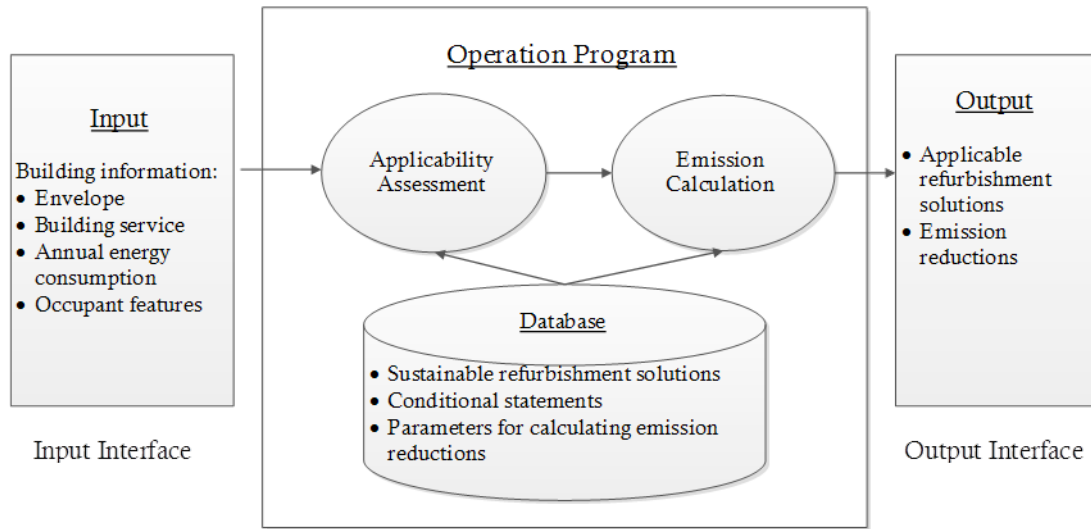 Input
Building information:
• Envelope
• Building service
• Annual energy
consumption
• Occupant features
Input Interface
Operation Program
Applicability
Assessment
Emission
Calculation
Database
• Sustainable refurbishment solutions
• Conditional statements
• Parameters for calculating emission
reductions
Output
• Applicable
refurbishment
solutions
• Emission
reductions
Output Interface